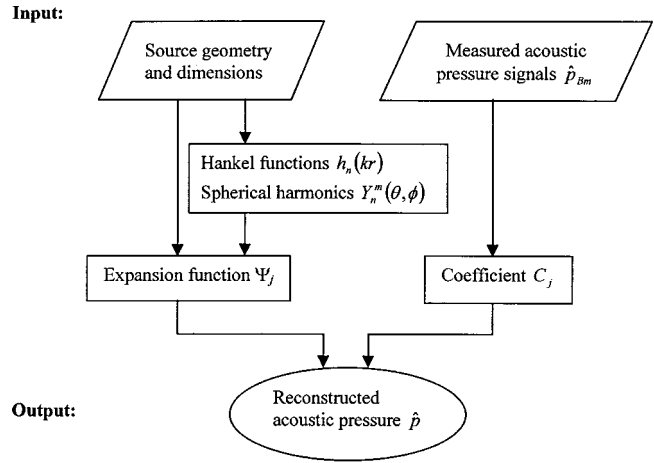 Input:
Source geometry
and dimensions
Measured acoustic
pressure signals p̂_Bm
Hankel functions h_n(kr)
Spherical harmonics Y_n^m(θ,ϕ)
Expansion function Ψ_j
Coefficient C_j
Output:
Reconstructed
acoustic pressure p̂